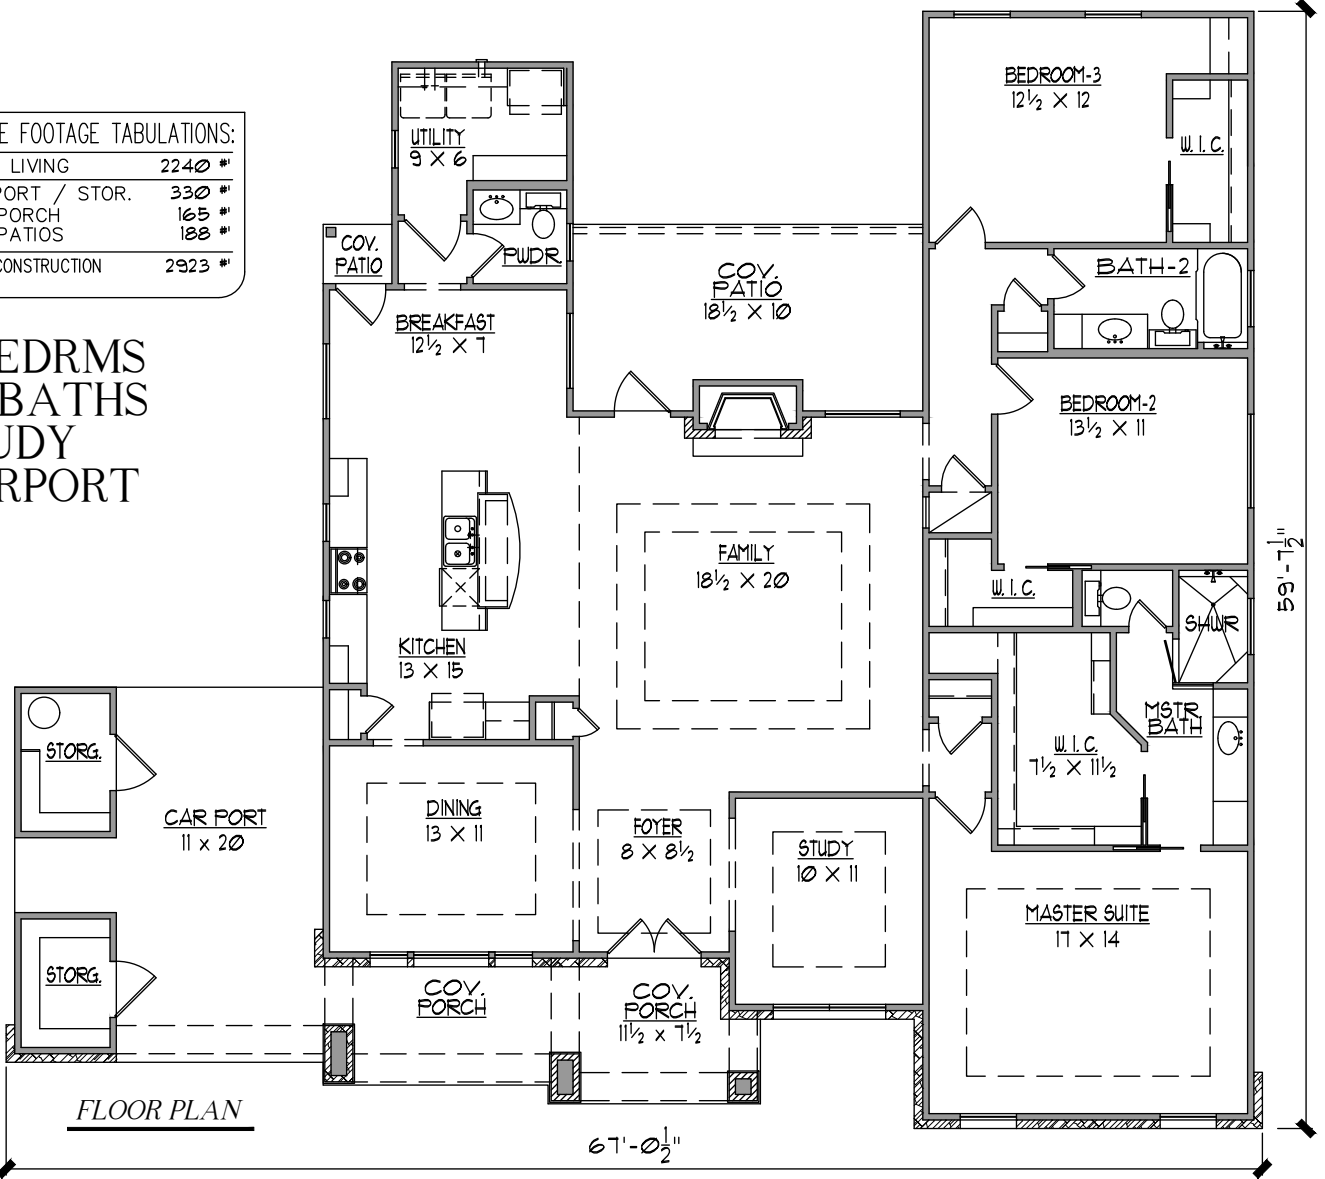 FOOTAGE TABULATIONS:
LIVING 2240 #'
/ STOR. 330 #'
PORCH 165 #'
PATIOS 188 #'
CONSTRUCTION 2923 #'
BATHS
FLOOR PLAN
BEDROOM-3
12½ X 12
W. I. C.
UTILITY
9 X 6
PWDR.
COV.
PATIO
COV.
PATIO
18½ X 10
BATH-2
BREAKFAST
12½ X 7
BEDROOM-2
13½ X 11
FAMILY
18½ X 20
W. I. C.
SHWR
KITCHEN
13 X 15
MSTR.
BATH
W. I. C.
7½ X 11½
STORG.
CAR PORT
11 x 20
DINING
13 X 11
FOYER
8 X 8½
STUDY
10 X 11
MASTER SUITE
17 X 14
STORG.
COV.
PORCH
COV.
PORCH
11½ x 7½
59'-7½"
67'-0½"